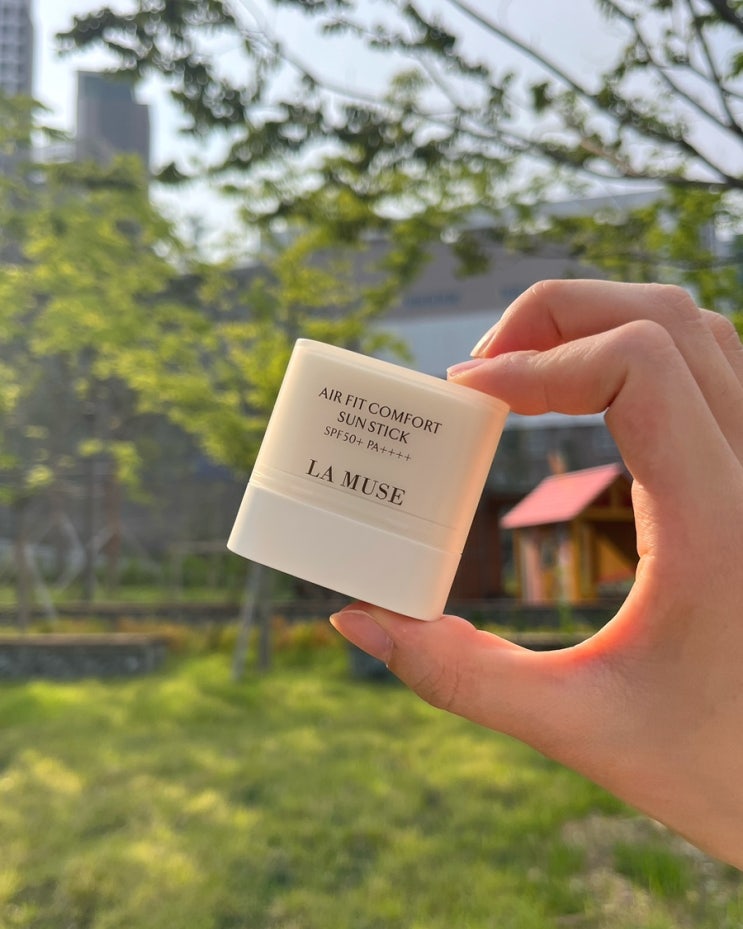 AIR FIT COMFORT
SUN STICK
SPF50+ PA++++
LA MUSE